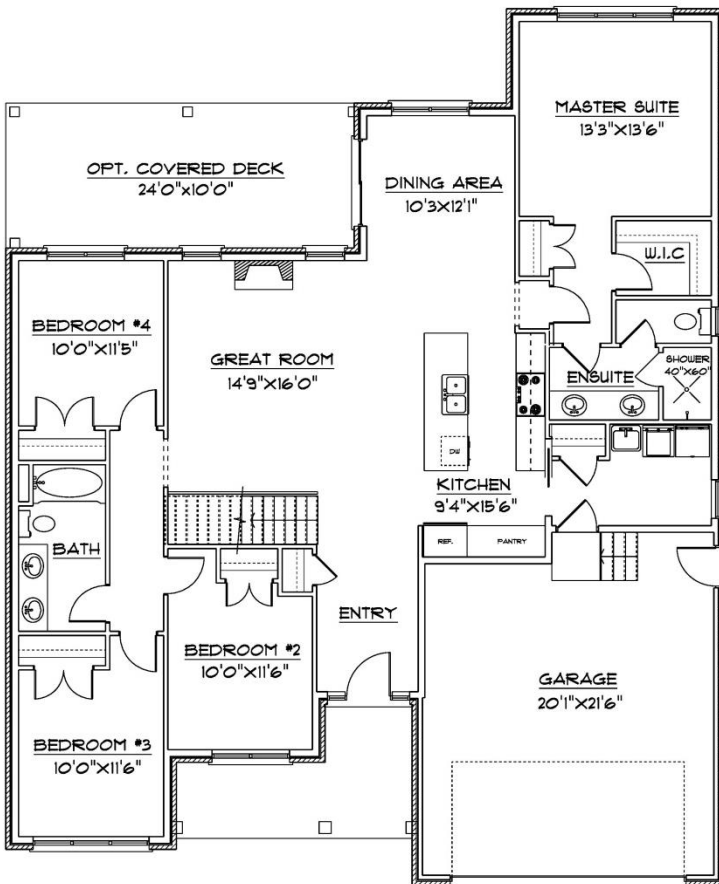 MASTER SUITE
13'3"X13'6"
OPT. COVERED DECK
24'0"x10'0"
DINING AREA
10'3X12'1"
W.I.C
BEDROOM #4
10'0"X11'5"
GREAT ROOM
14'9"X16'0"
ENSUITE
SHOWER
40"X60"
DW
KITCHEN
9'4"X15'6"
REF.
PANTRY
BATH
ENTRY
BEDROOM #2
10'0"X11'6"
GARAGE
20'1"X21'6"
BEDROOM #3
10'0"X11'6"